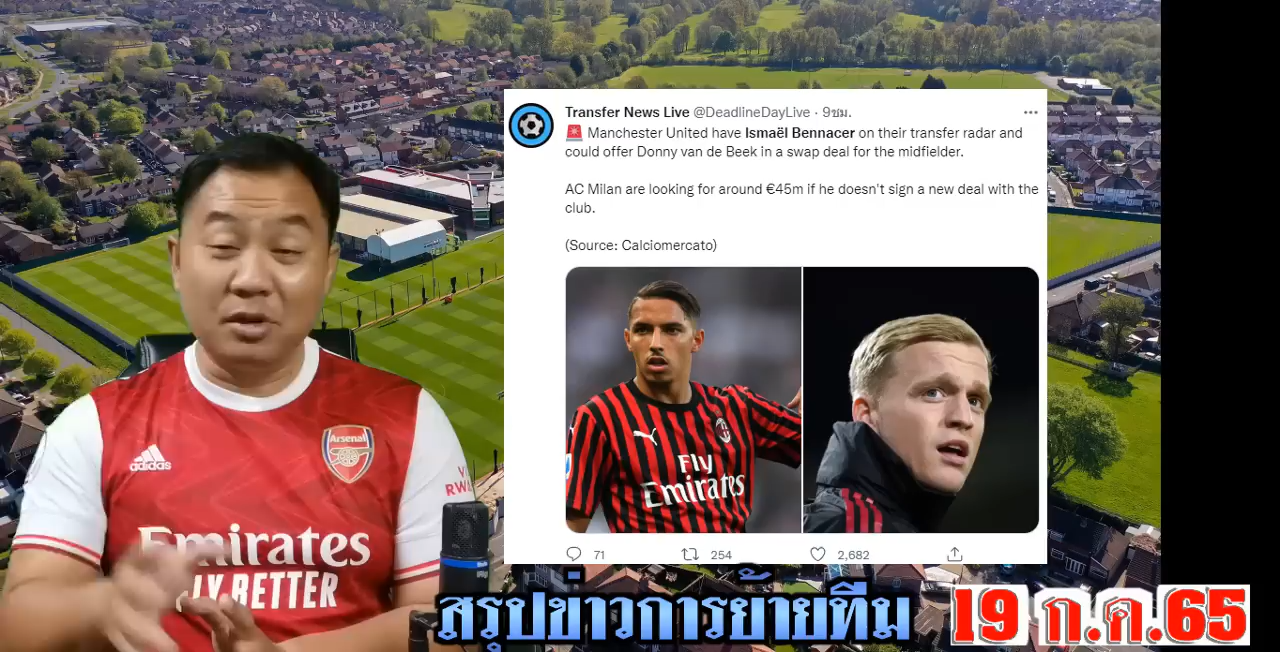 Transfer News Live @DeadlineDayLive · 9ชม.
🚨 Manchester United have Ismaël Bennacer on their transfer radar and
could offer Donny van de Beek in a swap deal for the midfielder.
AC Milan are looking for around €45m if he doesn't sign a new deal with the
club.
(Source: Calciomercato)
71 254 2,682
Fly
Emirates
Arsenal
adidas
Emirates
FLY BETTER
สรุปข่าวการย้ายทีม 19 ก.ค.65